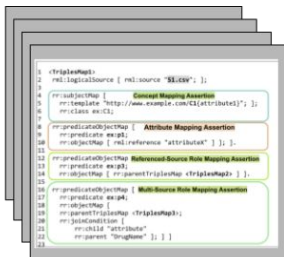 1 <TriplesMap1>
2 rml:logicalSource [ rml:source "S1.csv"; ];
3
4 rr:subjectMap [ Concept Mapping Assertion
5 rr:template "http://www.example.com/C1{attribute1}"; ];
6 rr:class ex:C1;
7
8 rr:predicateObjectMap [ Attribute Mapping Assertion
9 rr:predicate ex:p1;
10 rr:objectMap [ rml:reference "attributeX" ] ]; ].
11
12 rr:predicateObjectMap [ Referenced-Source Role Mapping Assertion
13 rr:predicate ex:p3;
14 rr:objectMap [ rr:parentTriplesMap <TriplesMap2> ] ].
15
16 rr:predicateObjectMap [ Multi-Source Role Mapping Assertion
17 rr:predicate ex:p4;
18 rr:objectMap [
19 rr:parentTriplesMap <TriplesMap3>;
20 rr:joinCondition [
21 rr:child "attribute"
22 rr:parent "DrugName" ]; ] ]
23